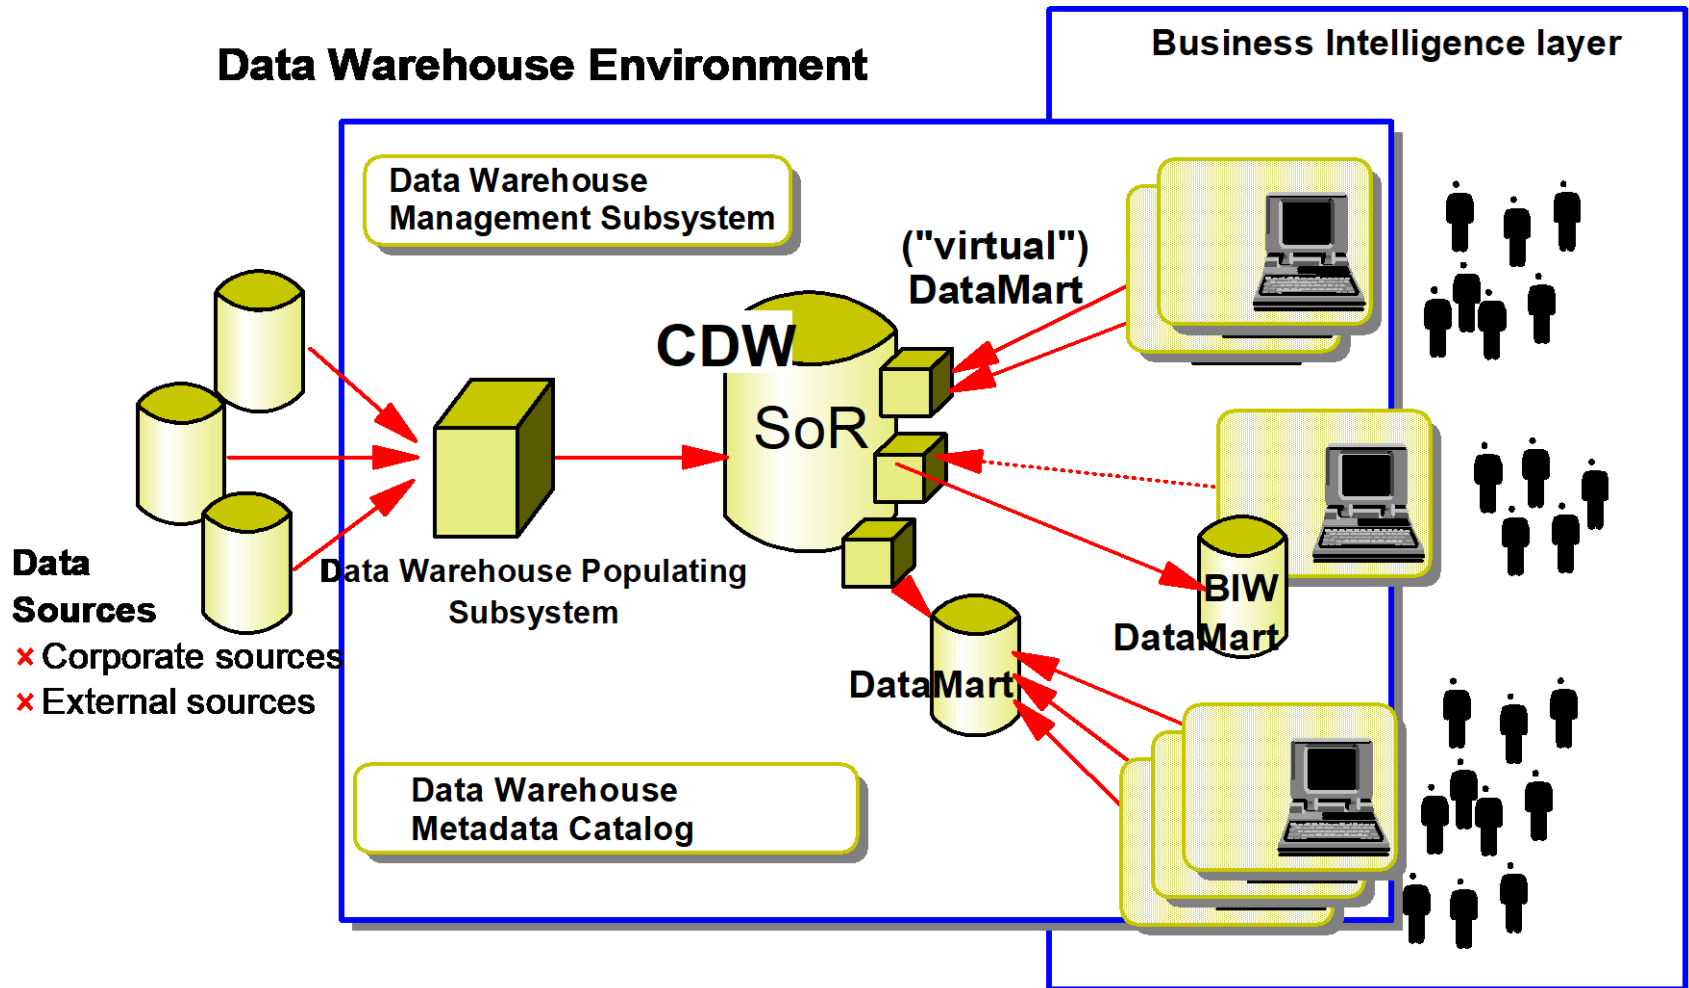 Data Warehouse Environment
Business Intelligence layer
Data Warehouse
Management Subsystem
("virtual")
DataMart
CDW
SoR
Data Warehouse Populating
Subsystem
Data
Sources
× Corporate sources
× External sources
BIW
DataMart
DataMart
Data Warehouse
Metadata Catalog